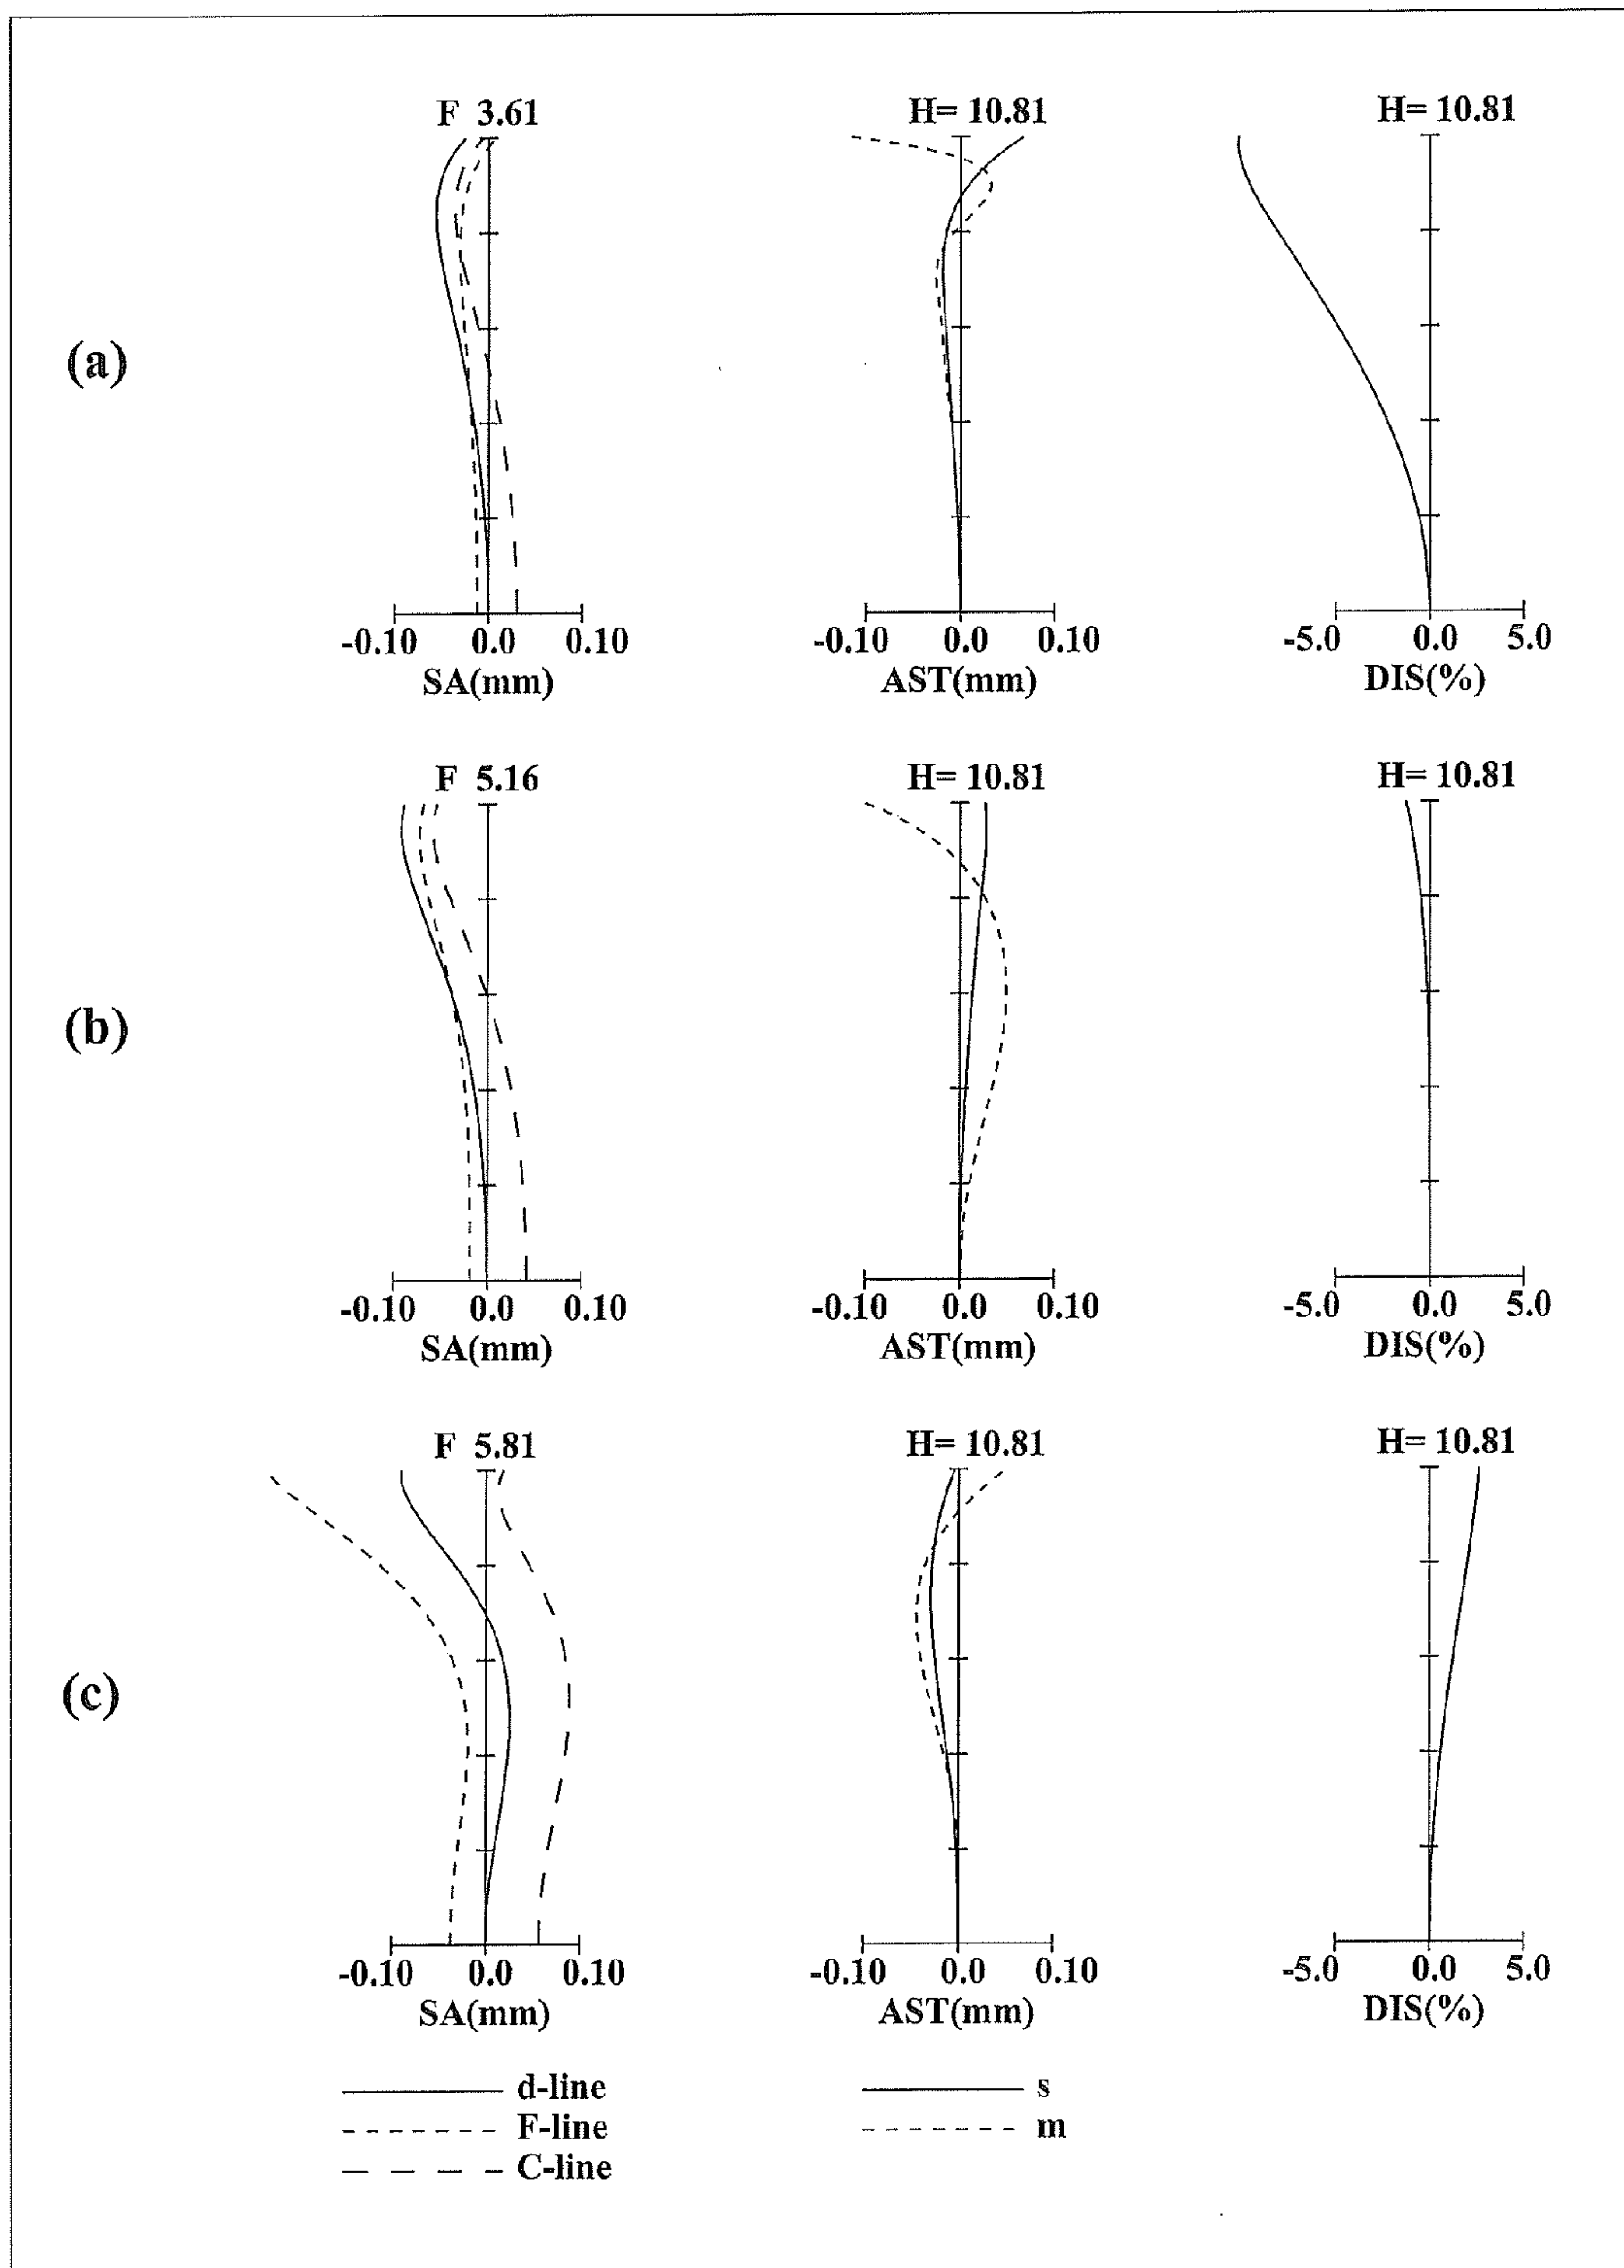 F 3.61 H= 10.81 H= 10.81
(a)
-0.10 0.0 0.10 -0.10 0.0 0.10 -5.0 0.0 5.0
SA(mm) AST(mm) DIS(%)
F 5.16 H= 10.81 H= 10.81
(b)
-0.10 0.0 0.10 -0.10 0.0 0.10 -5.0 0.0 5.0
SA(mm) AST(mm) DIS(%)
F 5.81 H= 10.81 H= 10.81
(c)
-0.10 0.0 0.10 -0.10 0.0 0.10 -5.0 0.0 5.0
SA(mm) AST(mm) DIS(%)
d-line s
F-line m
C-line